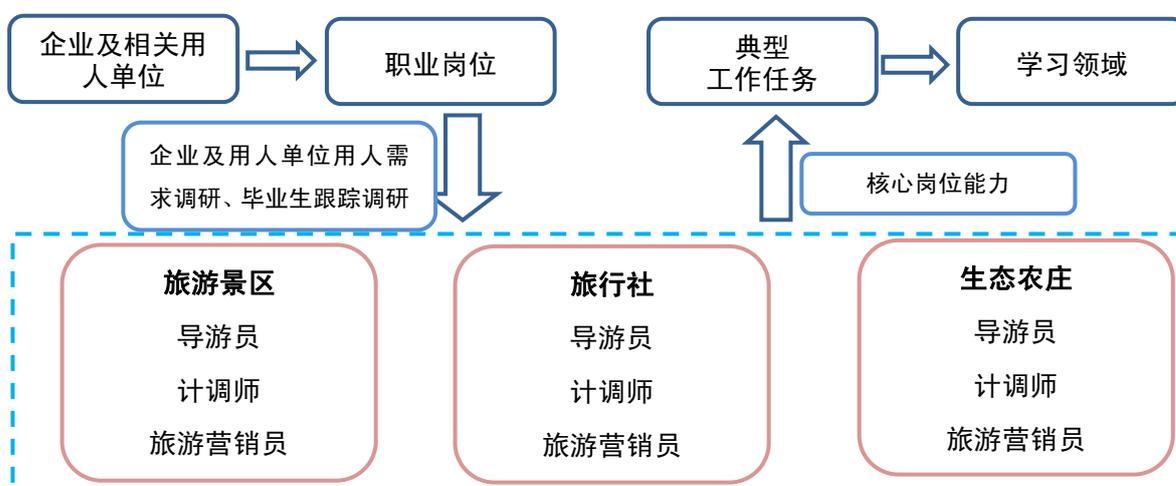 企业及相关用
人单位
职业岗位
典型
工作任务
学习领域
企业及用人单位用人需
求调研、毕业生跟踪调研
核心岗位能力
旅游景区
导游员
计调师
旅游营销员
旅行社
导游员
计调师
旅游营销员
生态农庄
导游员
计调师
旅游营销员